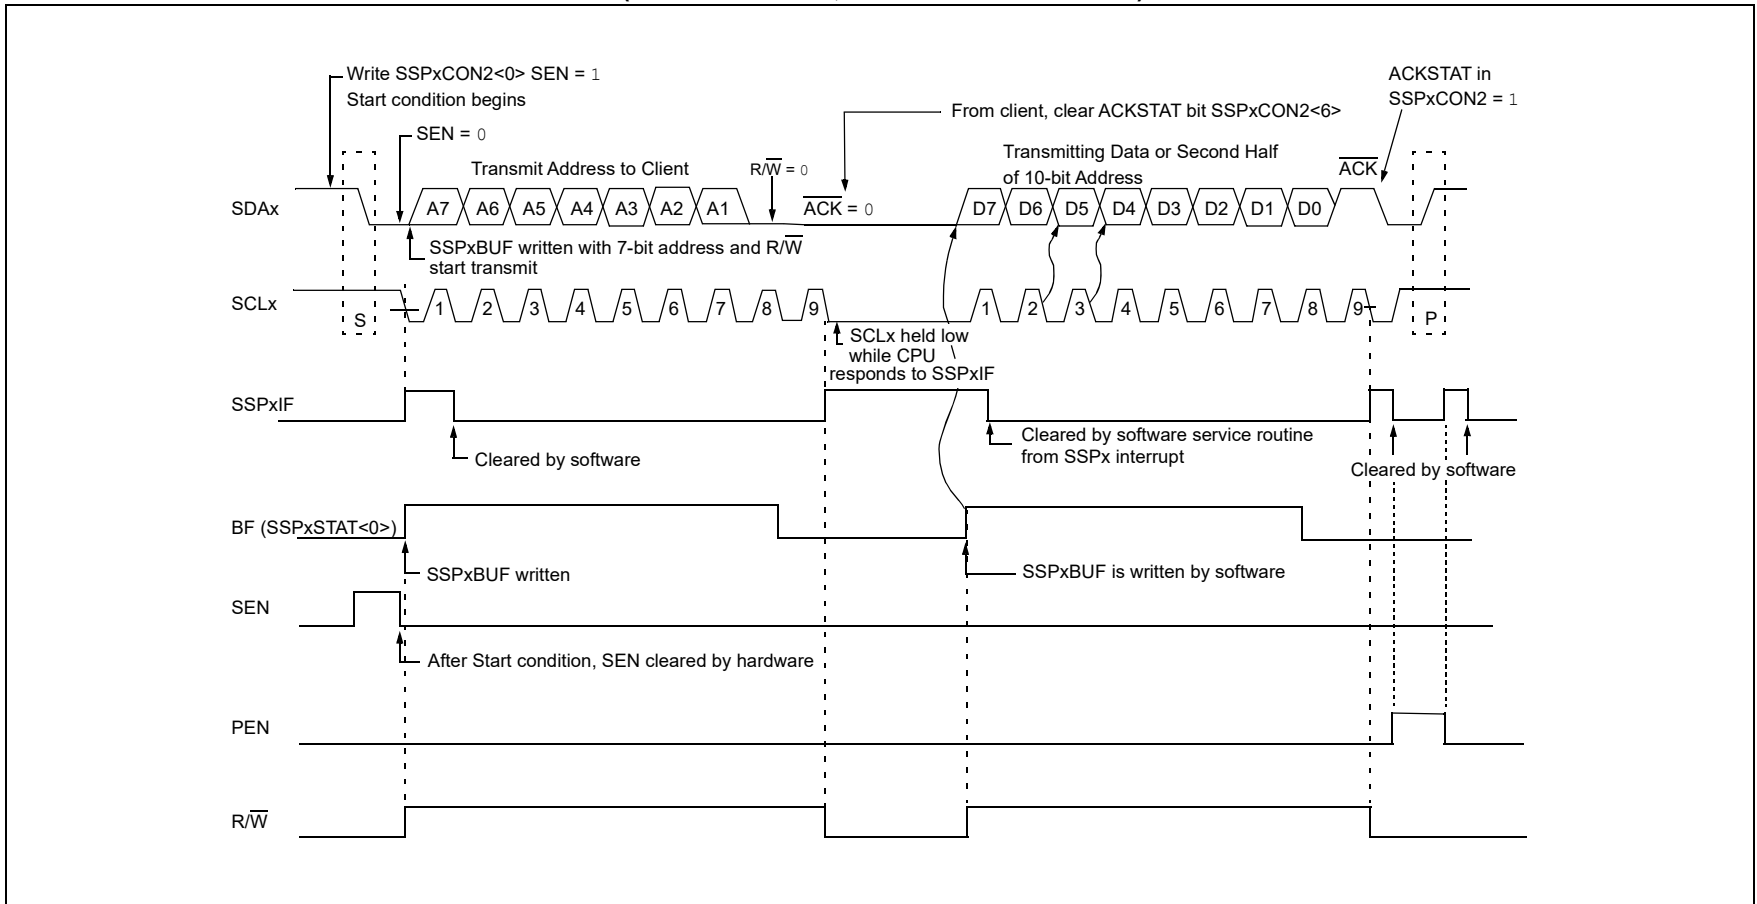 Write SSPxCON2<0> SEN = 1
Start condition begins
ACKSTAT in
SSPxCON2 = 1
From client, clear ACKSTAT bit SSPxCON2<6>
SEN = 0
Transmit Address to Client
R/W̅ = 0
Transmitting Data or Second Half
of 10-bit Address
A̅C̅K̅
SDAx
A7 A6 A5 A4 A3 A2 A1
A̅C̅K̅ = 0
D7 D6 D5 D4 D3 D2 D1 D0
SSPxBUF written with 7-bit address and R/W̅
start transmit
SCLx
S
1 2 3 4 5 6 7 8 9
1 2 3 4 5 6 7 8 9
P
SCLx held low
while CPU
responds to SSPxIF
SSPxIF
Cleared by software
Cleared by software service routine
from SSPx interrupt
Cleared by software
BF (SSPxSTAT<0>)
SSPxBUF written
SSPxBUF is written by software
SEN
After Start condition, SEN cleared by hardware
PEN
R/W̅